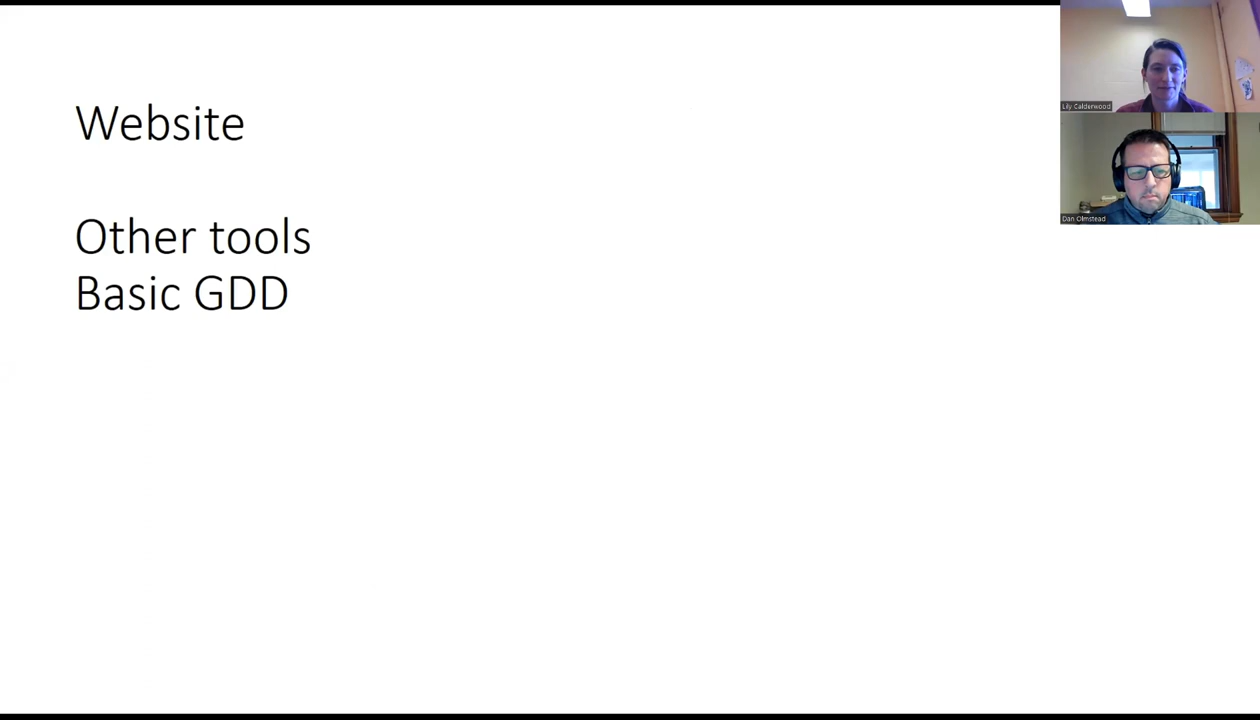 Website
Other tools
Basic GDD
Lily Calderwood
Dan Olmstead